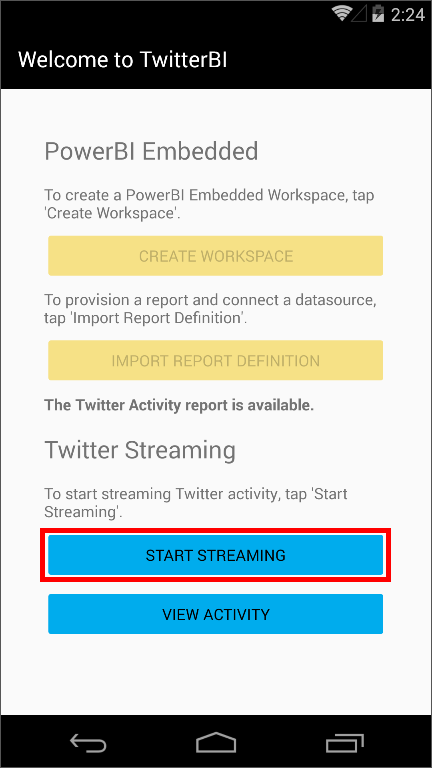 2:24
Welcome to TwitterBI
PowerBI Embedded
To create a PowerBI Embedded Workspace, tap
'Create Workspace'.
CREATE WORKSPACE
To provision a report and connect a datasource,
tap 'Import Report Definition'.
IMPORT REPORT DEFINITION
The Twitter Activity report is available.
Twitter Streaming
To start streaming Twitter activity, tap 'Start
Streaming'.
START STREAMING
VIEW ACTIVITY